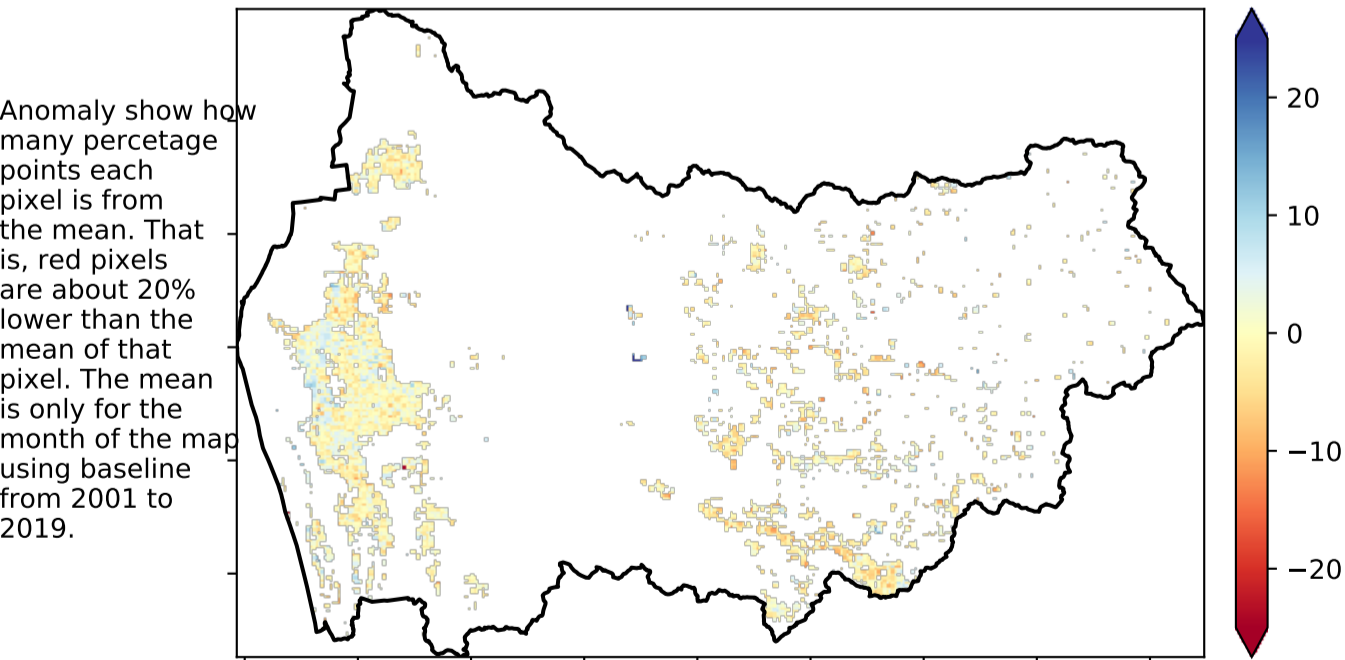 Anomaly show how
many percetage
points each
pixel is from
the mean. That
is, red pixels
are about 20%
lower than the
mean of that
pixel. The mean
is only for the
month of the map
using baseline
from 2001 to
2019.
20
10
0
−10
−20